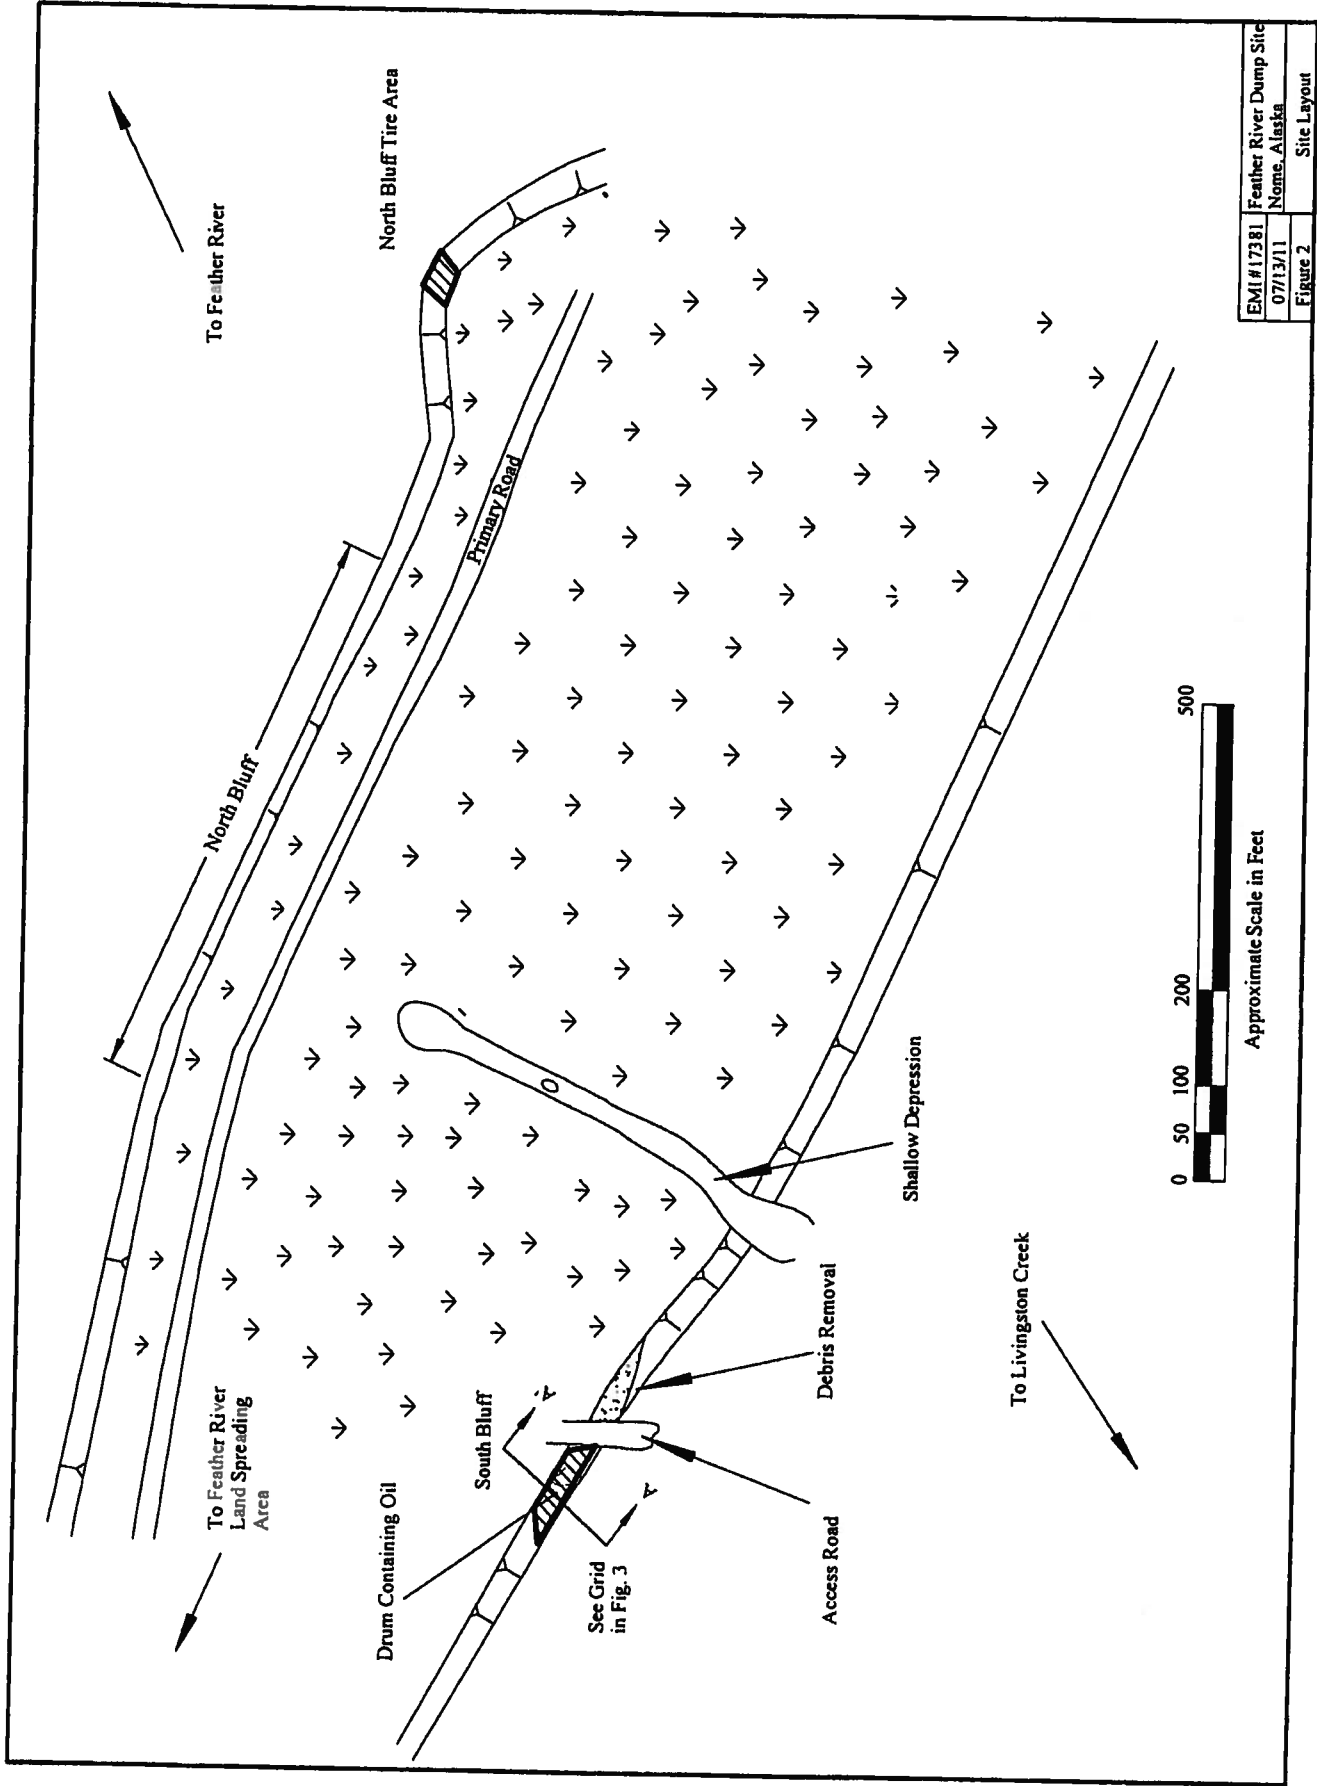 To Feather River
North Bluff Tire Area
North Bluff
Primary Road
To Feather River
Land Spreading
Area
Drum Containing Oil
South Bluff
A'
A
See Grid
in Fig. 3
Debris Removal
Access Road
Shallow Depression
To Livingston Creek
0 50 100 200 500
Approximate Scale in Feet
EMI#17381 Feather River Dump Site
07/13/11 Nome, Alaska
Figure 2 Site Layout